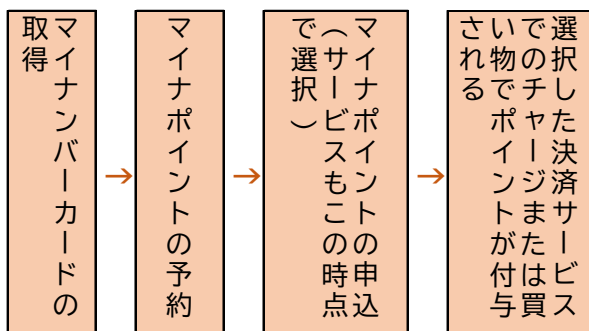 マイナンバーカードの
取得
→
マイナポイントの予約
→
マイナポイントの申込
（サービスもこの時点
で選択）
→
選択した決済サービス
でのチャージまたは買
い物でポイントが付与
される